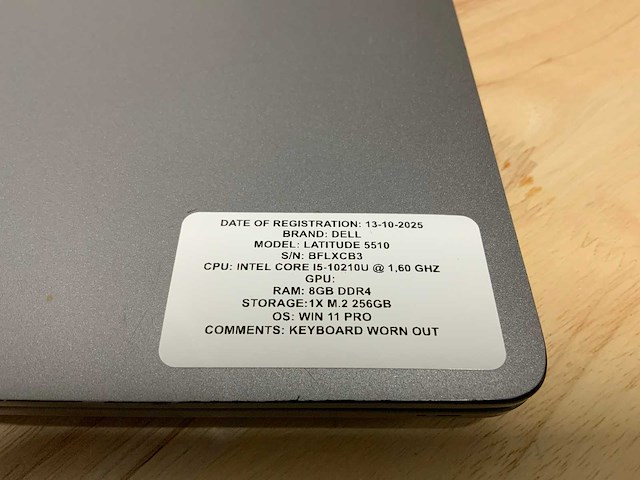 DATE OF REGISTRATION: 13-10-2025
BRAND: DELL
MODEL: LATITUDE 5510
S/N: BFLXCB3
CPU: INTEL CORE I5-10210U @ 1,60 GHZ
GPU:
RAM: 8GB DDR4
STORAGE:1X M.2 256GB
OS: WIN 11 PRO
COMMENTS: KEYBOARD WORN OUT